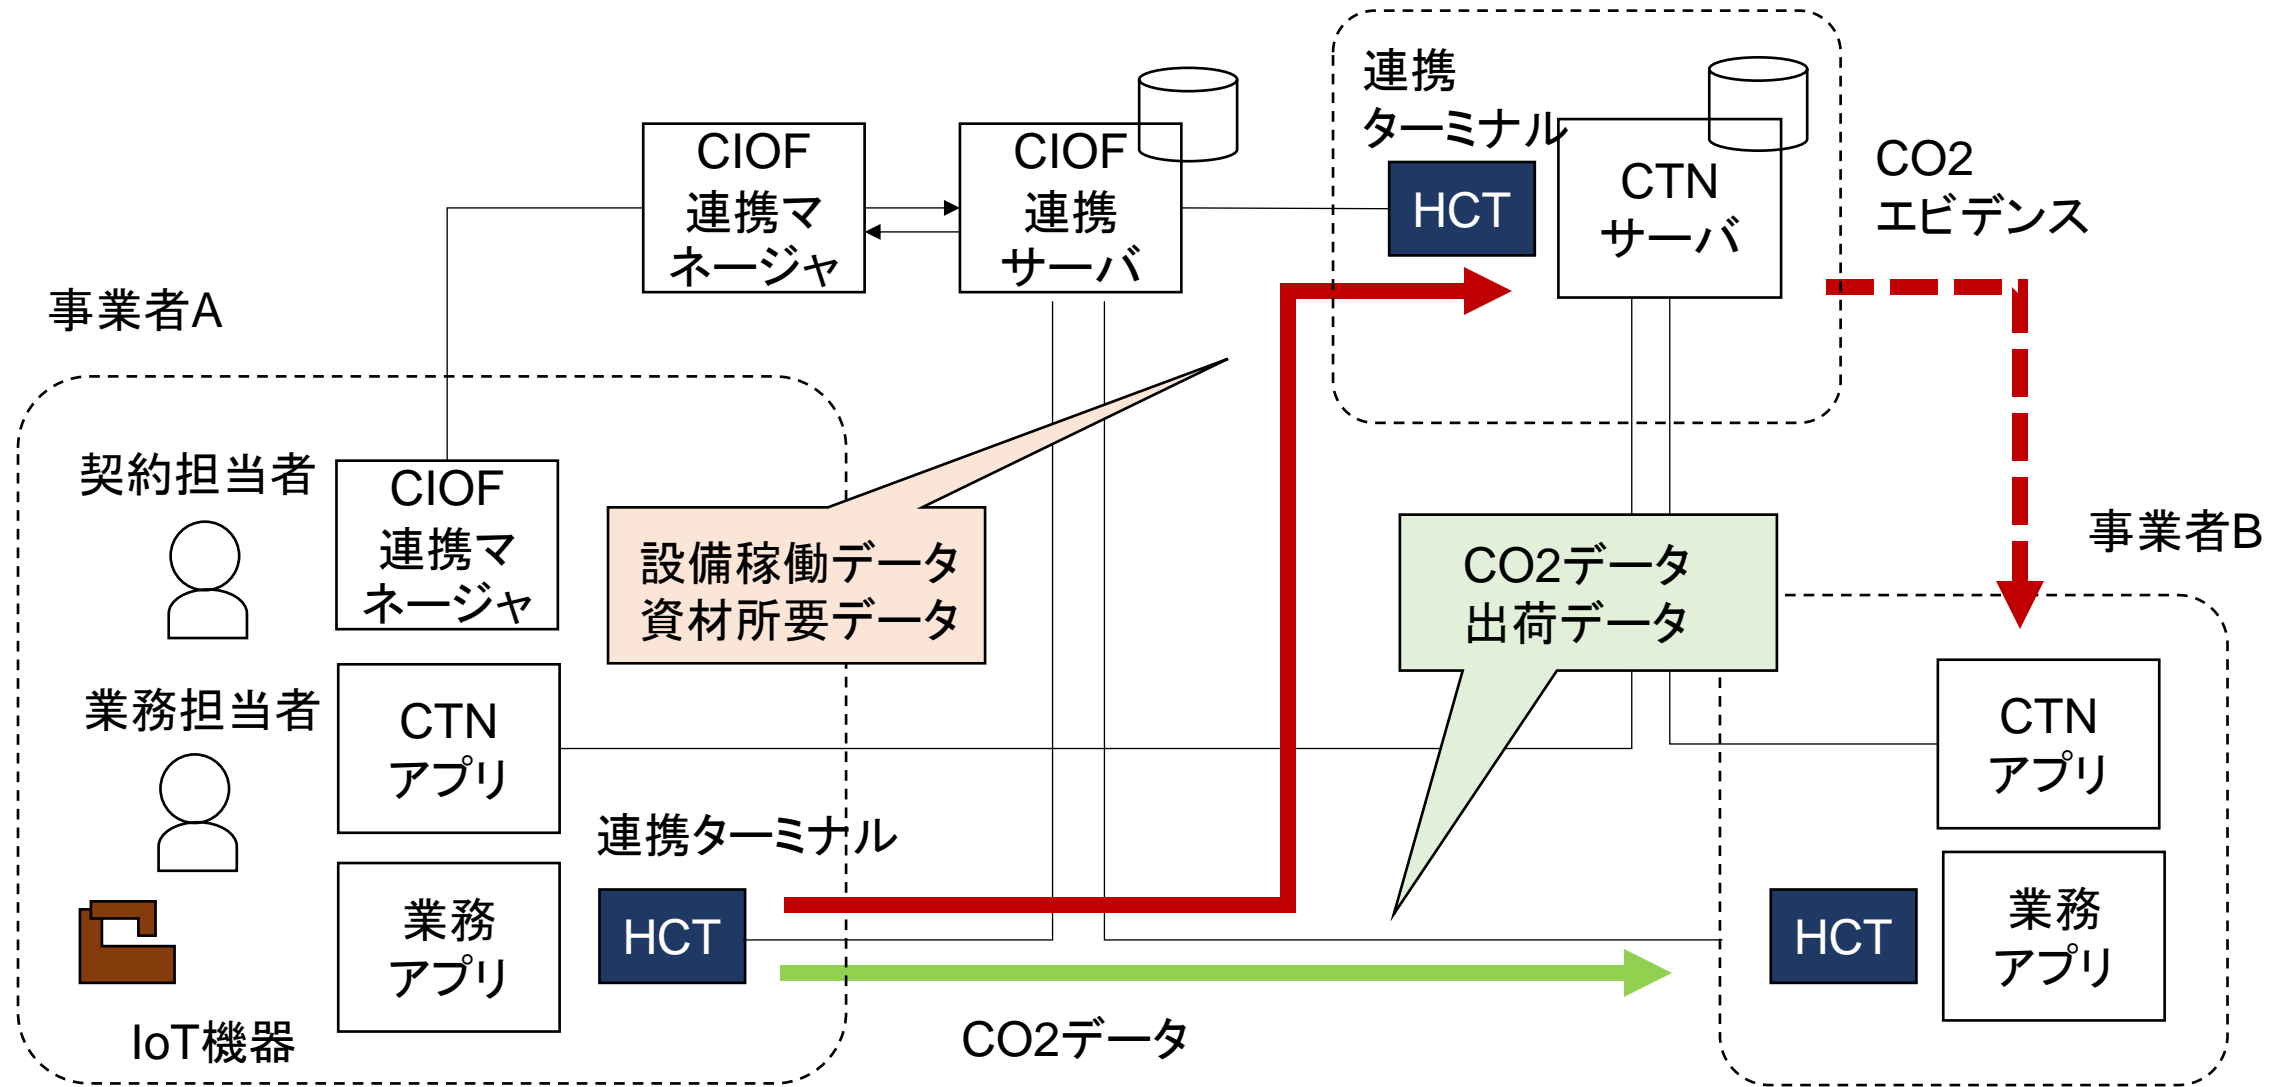 連携
ターミナル
CIOF
連携マ
ネージャ
CIOF
連携
サーバ
HCT
CTN
サーバ
CO2
エビデンス
事業者A
契約担当者
CIOF
連携マ
ネージャ
設備稼働データ
資材所要データ
CO2データ
出荷データ
事業者B
業務担当者
CTN
アプリ
CTN
アプリ
連携ターミナル
業務
アプリ
HCT
HCT
業務
アプリ
IoT機器
CO2データ